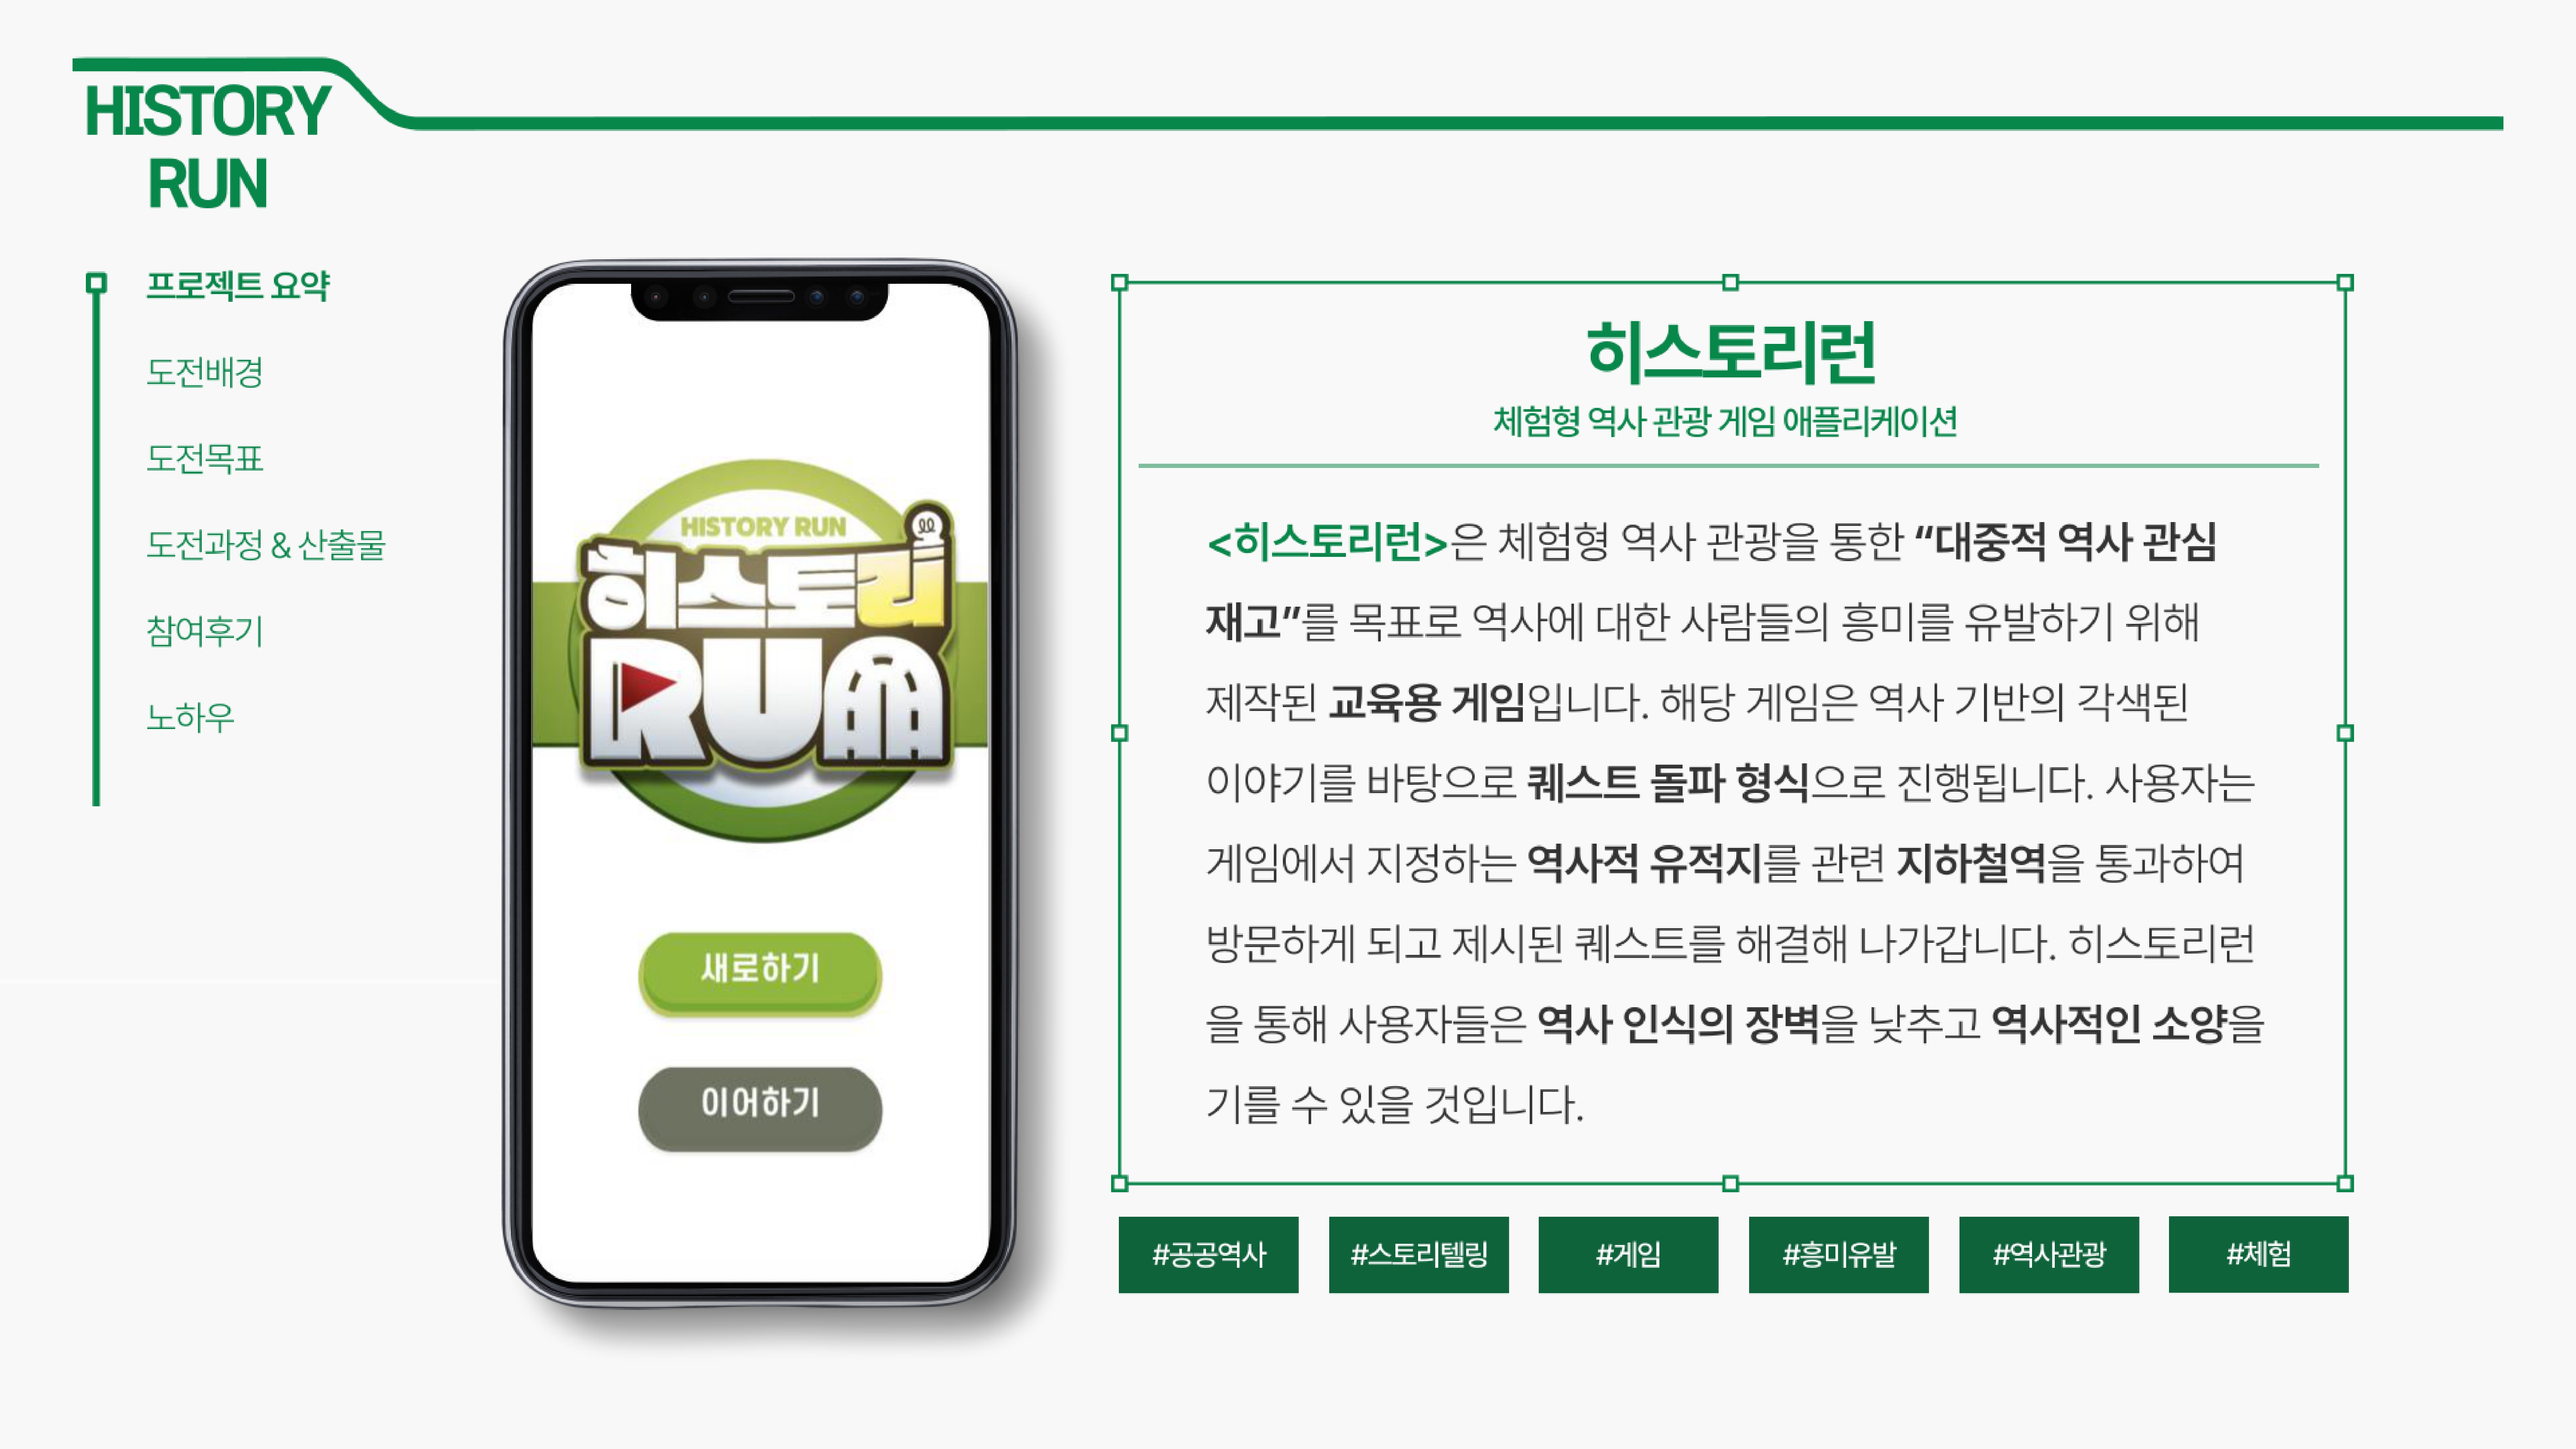 HISTORY
RUN
프로젝트 요약
도전배경
도전목표
도전과정 & 산출물
참여후기
노하우
HISTORY RUN
히스토리
RUN
새로하기
이어하기
히스토리런
체험형 역사 관광 게임 애플리케이션
<히스토리런>은 체험형 역사 관광을 통한 “대중적 역사 관심
재고”를 목표로 역사에 대한 사람들의 흥미를 유발하기 위해
제작된 교육용 게임입니다. 해당 게임은 역사 기반의 각색된
이야기를 바탕으로 퀘스트 돌파 형식으로 진행됩니다. 사용자는
게임에서 지정하는 역사적 유적지를 관련 지하철역을 통과하여
방문하게 되고 제시된 퀘스트를 해결해 나가갑니다. 히스토리런
을 통해 사용자들은 역사 인식의 장벽을 낮추고 역사적인 소양을
기를 수 있을 것입니다.
#공공역사 #스토리텔링 #게임 #흥미유발 #역사관광 #체험